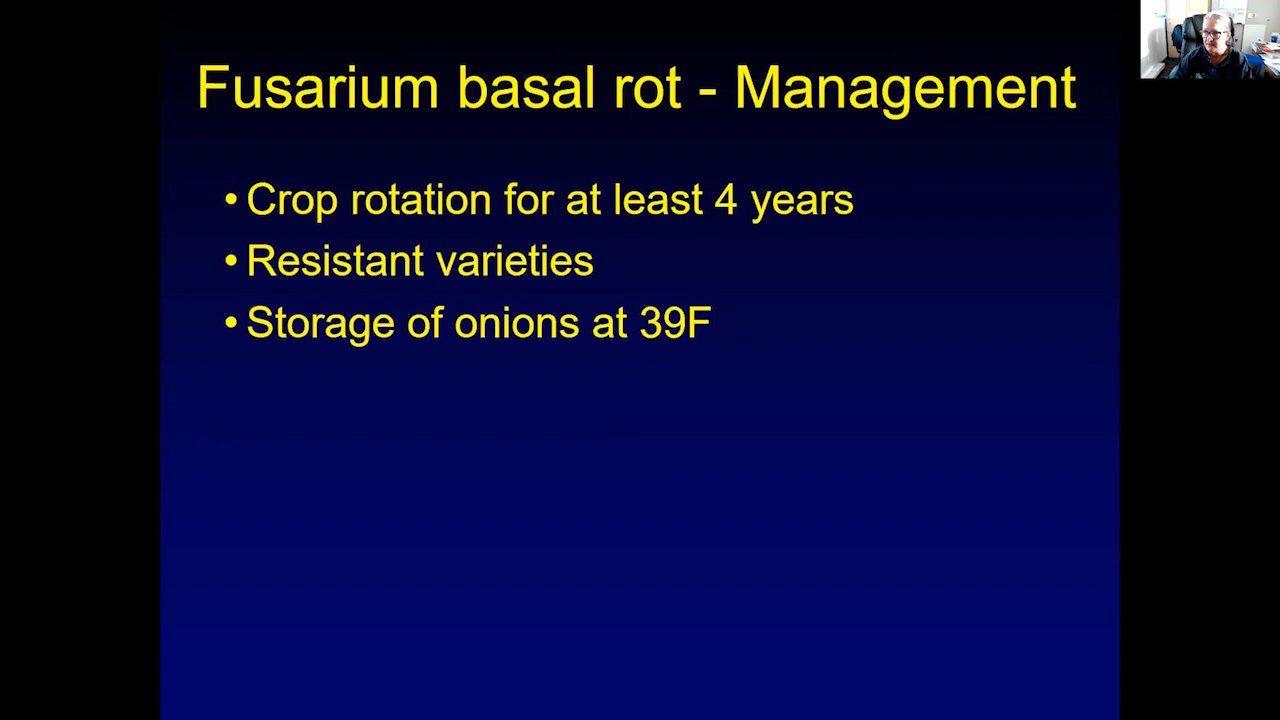 Fusarium basal rot - Management
• Crop rotation for at least 4 years
• Resistant varieties
• Storage of onions at 39F